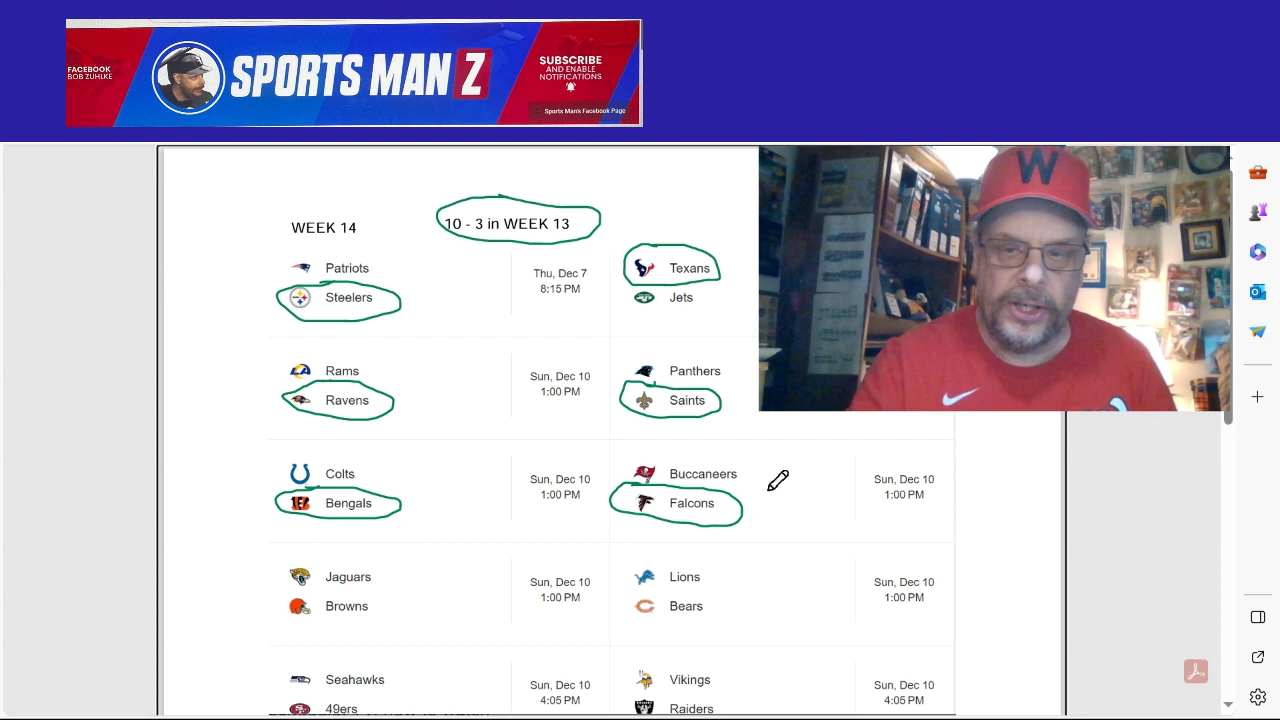 FACEBOOK
BOB ZUHLKE
SPORTS MAN Z
SUBSCRIBE
AND ENABLE
NOTIFICATIONS
Sports Man's Facebook Page
WEEK 14
10 - 3 in WEEK 13
Patriots
Steelers
Thu, Dec 7
8:15 PM
Texans
Jets
Rams
Ravens
Sun, Dec 10
1:00 PM
Panthers
Saints
Colts
Bengals
Sun, Dec 10
1:00 PM
Buccaneers
Falcons
Sun, Dec 10
1:00 PM
Jaguars
Browns
Sun, Dec 10
1:00 PM
Lions
Bears
Sun, Dec 10
1:00 PM
Seahawks
49ers
Sun, Dec 10
4:05 PM
Vikings
Raiders
Sun, Dec 10
4:05 PM
W